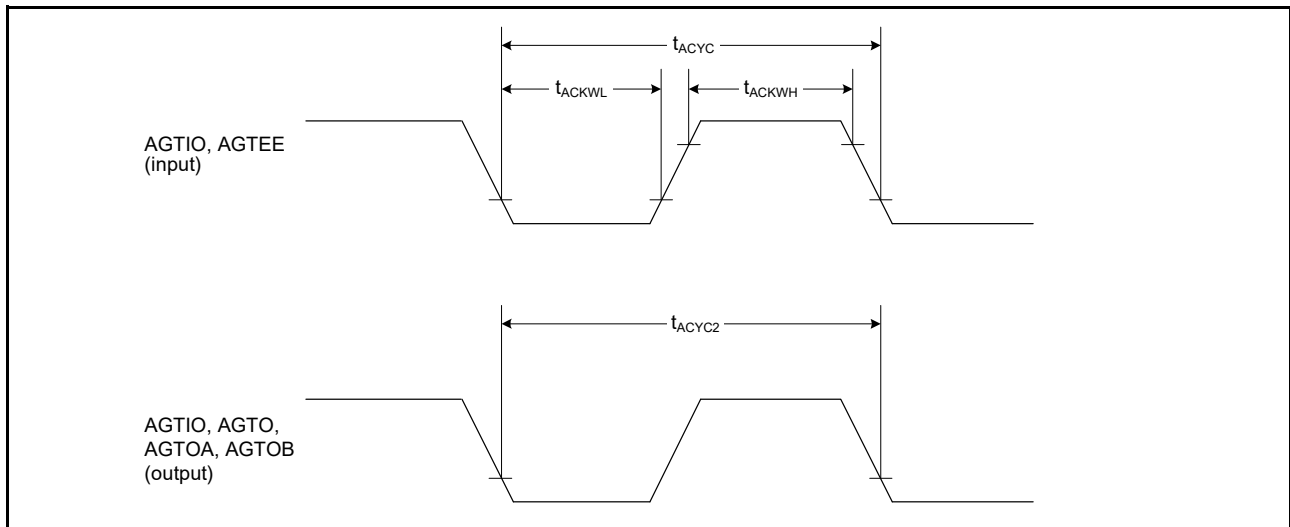 tACYC
tACKWL
tACKWH
AGTIO, AGTEE
(input)
tACYC2
AGTIO, AGTO,
AGTOA, AGTOB
(output)